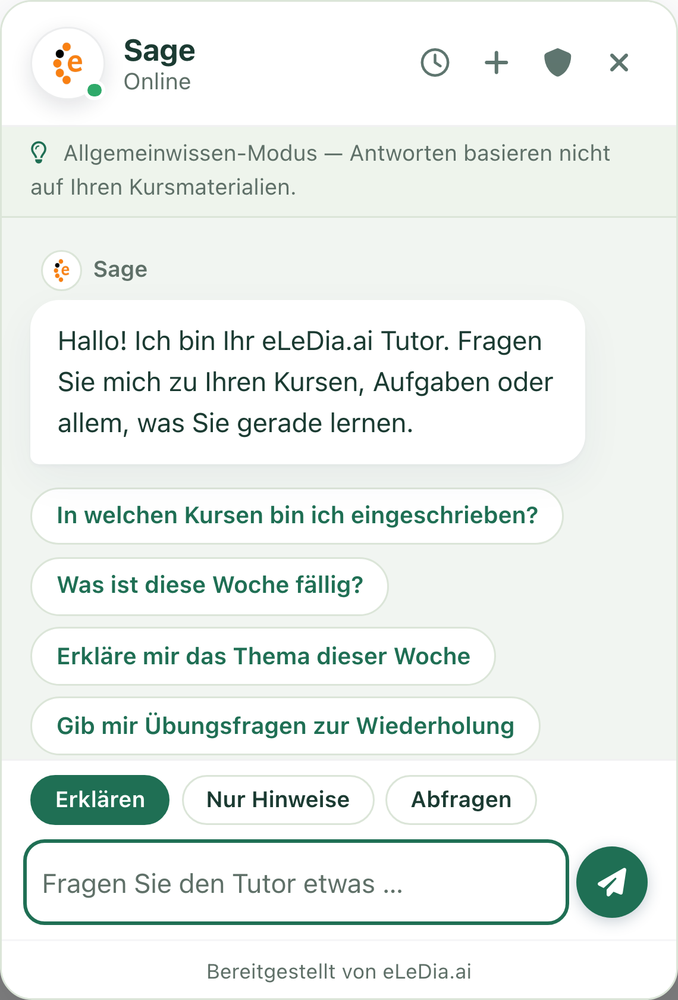 e
Sage
Online
Allgemeinwissen-Modus — Antworten basieren nicht
auf Ihren Kursmaterialien.
e
Sage
Hallo! Ich bin Ihr eLeDia.ai Tutor. Fragen
Sie mich zu Ihren Kursen, Aufgaben oder
allem, was Sie gerade lernen.
In welchen Kursen bin ich eingeschrieben?
Was ist diese Woche fällig?
Erkläre mir das Thema dieser Woche
Gib mir Übungsfragen zur Wiederholung
Erklären Nur Hinweise Abfragen
Fragen Sie den Tutor etwas ...
Bereitgestellt von eLeDia.ai